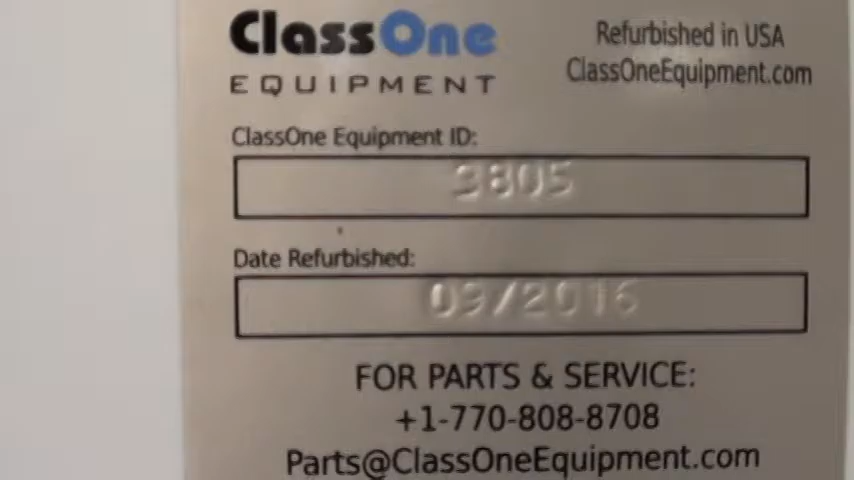 ClassOne
EQUIPMENT
Refurbished in USA
ClassOneEquipment.com
ClassOne Equipment ID:
3805
Date Refurbished:
09/2016
FOR PARTS & SERVICE:
+1-770-808-8708
Parts@ClassOneEquipment.com